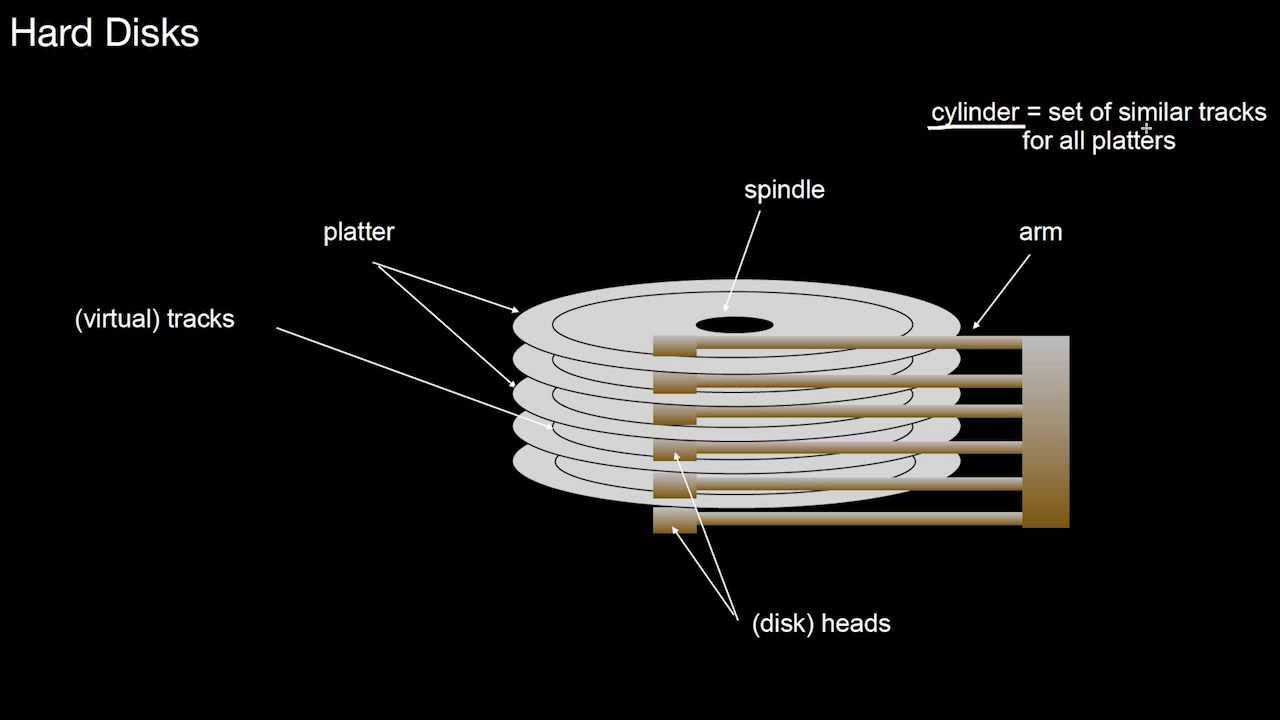 Hard Disks
cylinder = set of similar tracks
for all platters
spindle
platter
arm
(virtual) tracks
(disk) heads